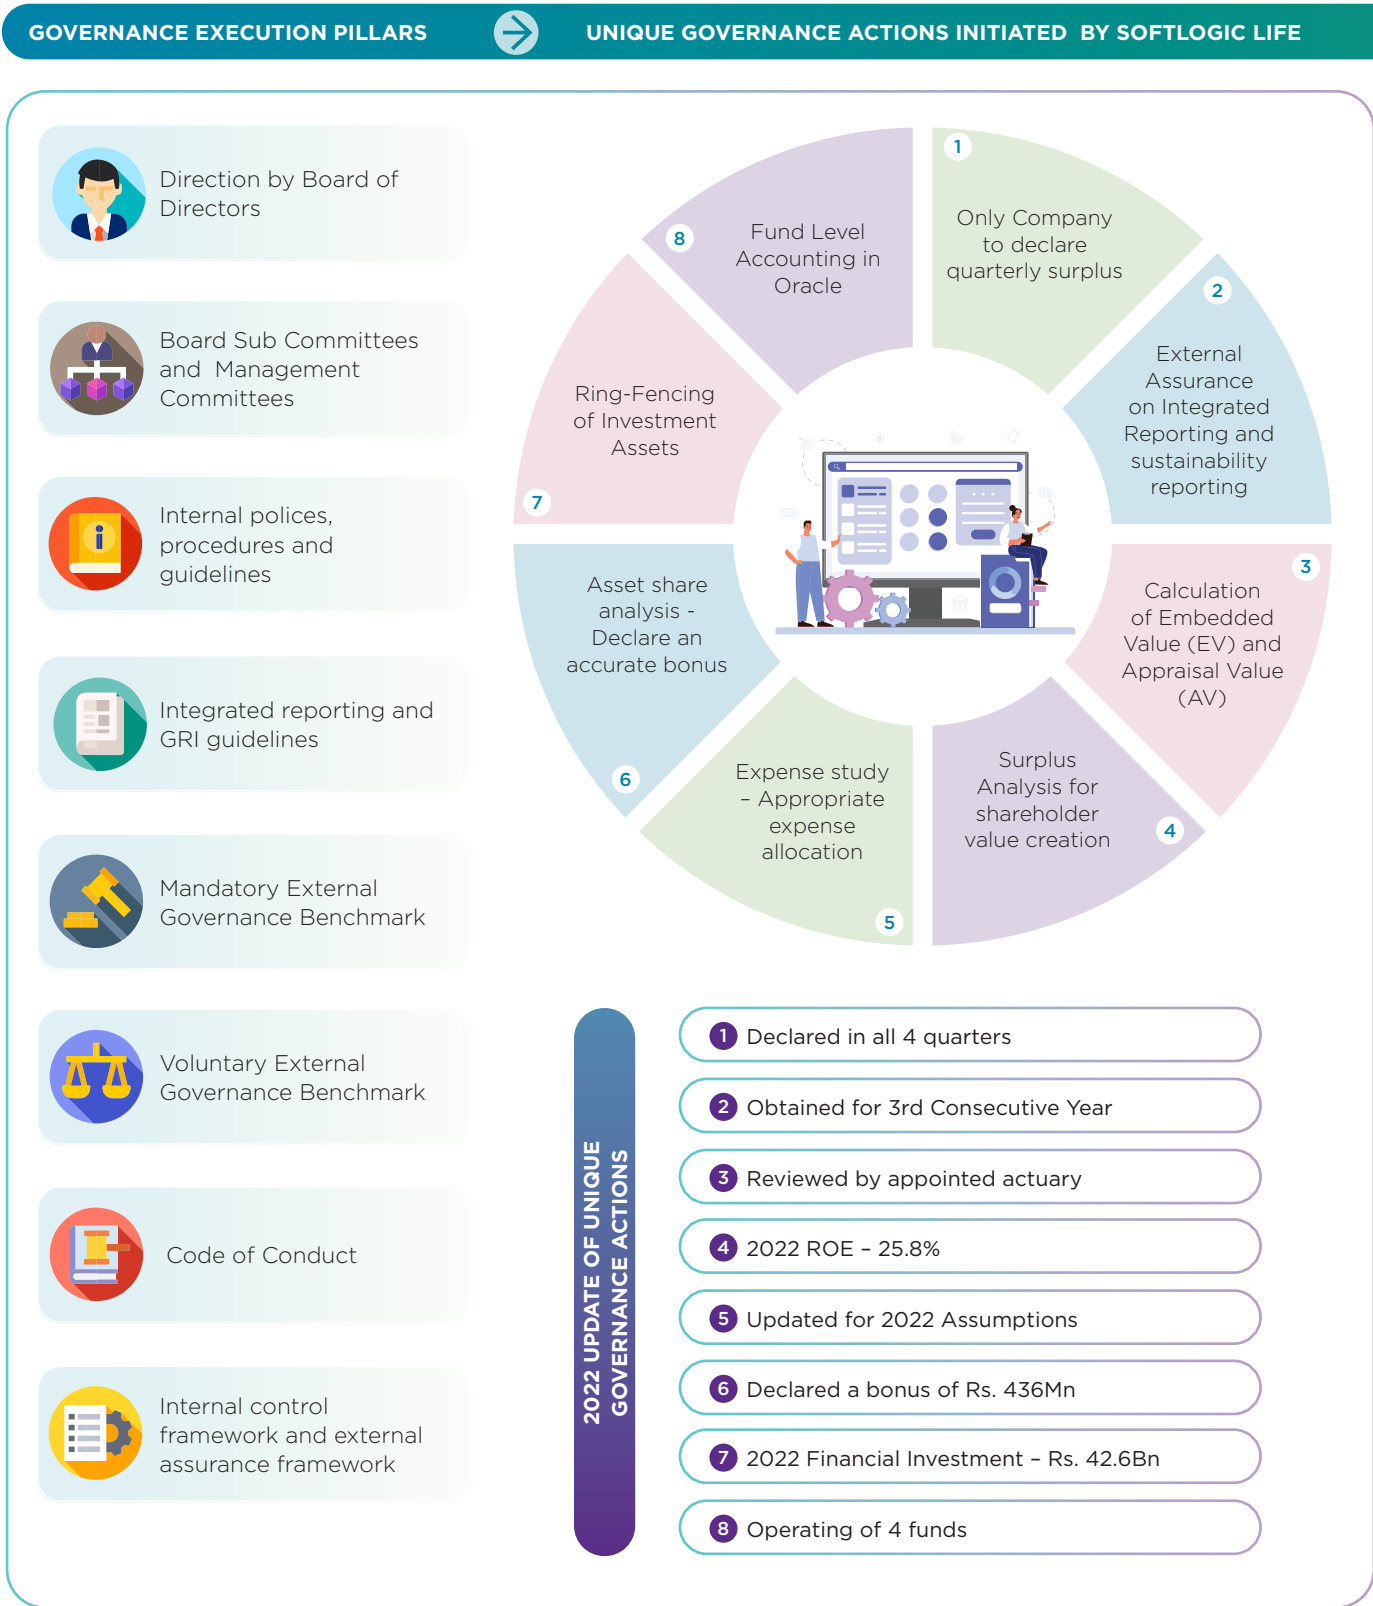 GOVERNANCE EXECUTION PILLARS
UNIQUE GOVERNANCE ACTIONS INITIATED BY SOFTLOGIC LIFE
Direction by Board of
Directors
Board Sub Committees
and Management
Committees
Internal polices,
procedures and
guidelines
Integrated reporting and
GRI guidelines
Mandatory External
Governance Benchmark
Voluntary External
Governance Benchmark
Code of Conduct
Internal control
framework and external
assurance framework
1
Only Company
to declare
quarterly surplus
2
External
Assurance
on Integrated
Reporting and
sustainability
reporting
3
Calculation
of Embedded
Value (EV) and
Appraisal Value
(AV)
4
Surplus
Analysis for
shareholder
value creation
5
Expense study
– Appropriate
expense
allocation
6
Asset share
analysis -
Declare an
accurate bonus
7
Ring-Fencing
of Investment
Assets
8
Fund Level
Accounting in
Oracle
2022 UPDATE OF UNIQUE
GOVERNANCE ACTIONS
1 Declared in all 4 quarters
2 Obtained for 3rd Consecutive Year
3 Reviewed by appointed actuary
4 2022 ROE – 25.8%
5 Updated for 2022 Assumptions
6 Declared a bonus of Rs. 436Mn
7 2022 Financial Investment – Rs. 42.6Bn
8 Operating of 4 funds